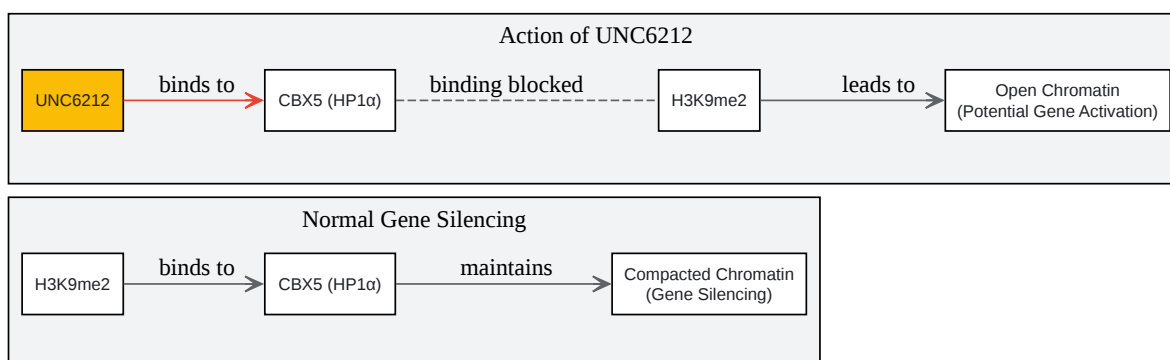 Action of UNC6212
UNC6212
binds to
CBX5 (HP1α)
binding blocked
H3K9me2
leads to
Open Chromatin
(Potential Gene Activation)
Normal Gene Silencing
H3K9me2
binds to
CBX5 (HP1α)
maintains
Compacted Chromatin
(Gene Silencing)